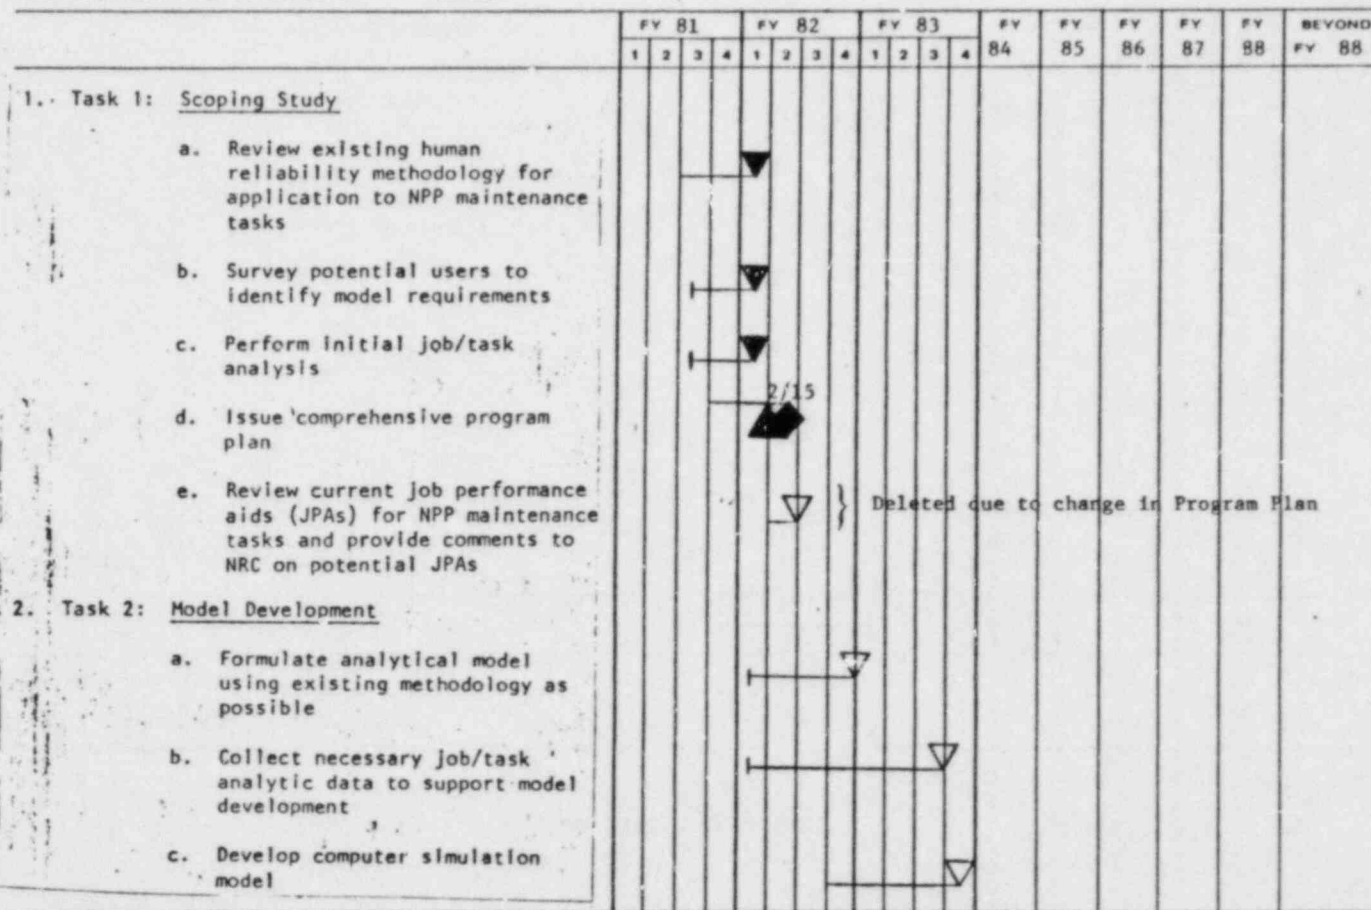 FY 81 FY 82 FY 83 FY FY FY FY FY BEYOND
1 2 3 4 1 2 3 4 1 2 3 4 84 85 86 87 88 FY 88
1. Task 1: Scoping Study
a. Review existing human
reliability methodology for
application to NPP maintenance
tasks
b. Survey potential users to
identify model requirements
c. Perform initial job/task
analysis
2/15
d. Issue comprehensive program
plan
e. Review current job performance
aids (JPAs) for NPP maintenance
tasks and provide comments to
NRC on potential JPAs
} Deleted due to change in Program Plan
2. Task 2: Model Development
a. Formulate analytical model
using existing methodology as
possible
b. Collect necessary job/task
analytic data to support model
development
c. Develop computer simulation
model